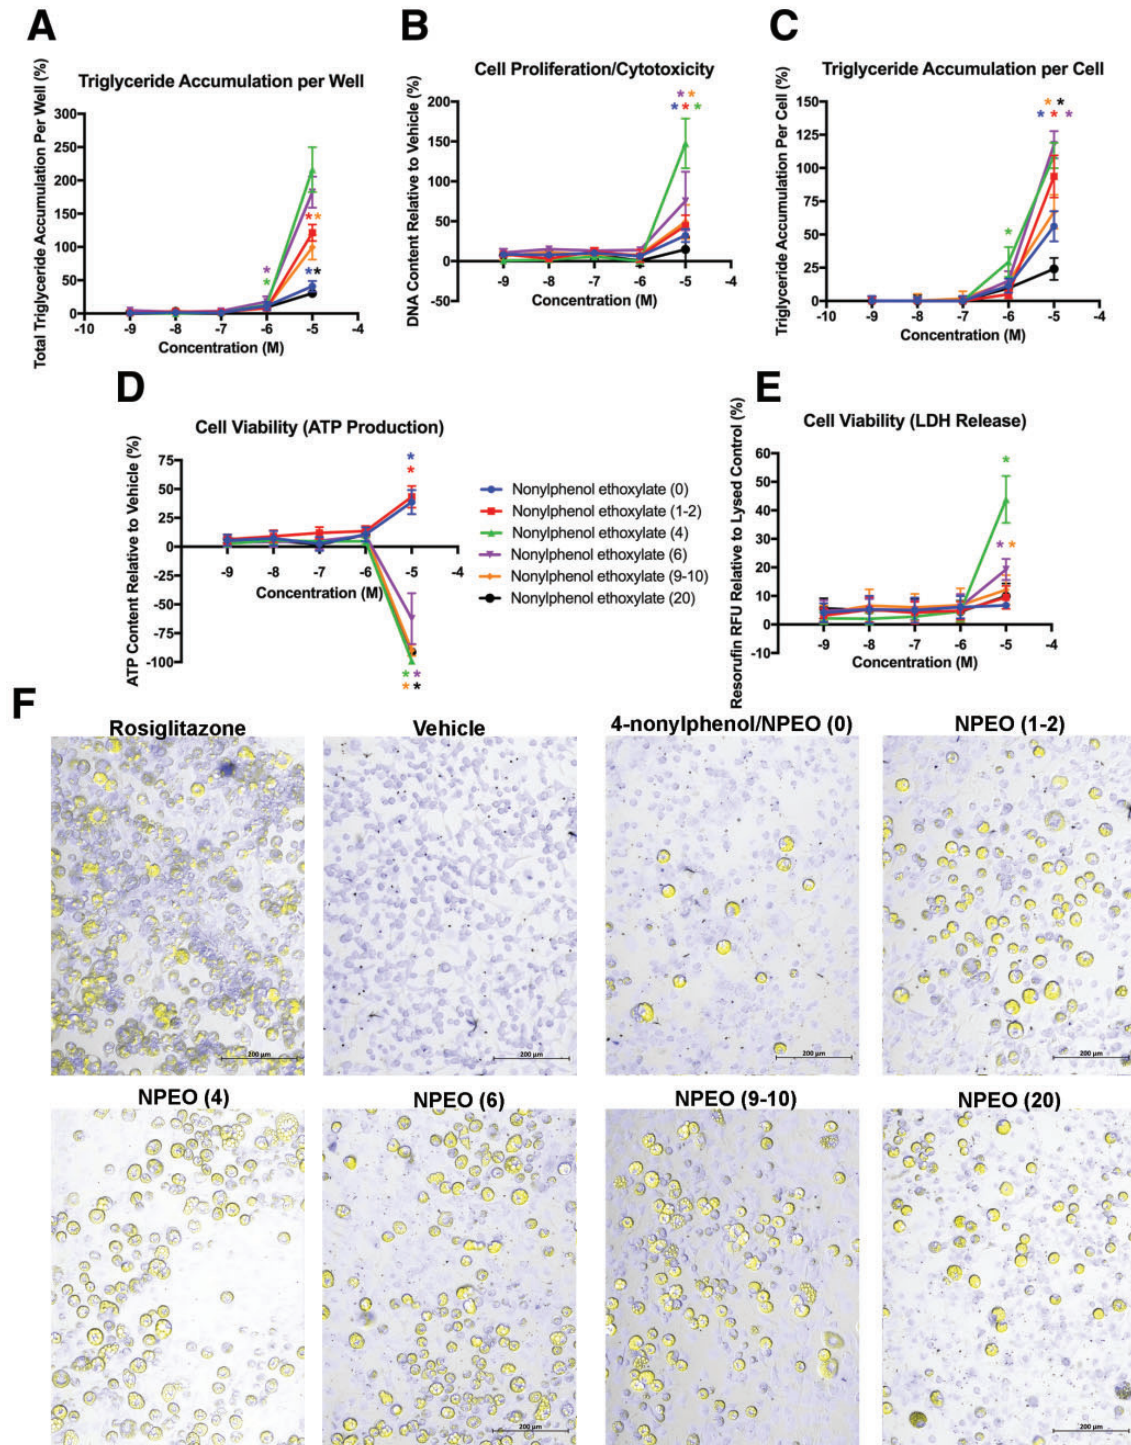 A
Triglyceride Accumulation per Well
Total Triglyceride Accumulation Per Well (%)
300
250
200
150
100
50
0
-10 -9 -8 -7 -6 -5 -4
Concentration (M)
* *
* *
*
*
B
Cell Proliferation/Cytotoxicity
DNA Content Relative to Vehicle (%)
200
150
100
50
0
-50
-9 -8 -7 -6 -5 -4
Concentration (M)
* *
* * *
C
Triglyceride Accumulation per Cell
Triglyceride Accumulation Per Cell (%)
150
125
100
75
50
25
0
-10 -9 -8 -7 -6 -5 -4
Concentration (M)
* *
* * *
*
D
Cell Viability (ATP Production)
ATP Content Relative to Vehicle (%)
75
50
25
0
-25
-50
-75
-100
-9 -8 -7 -6 -5 -4
Concentration (M)
*
*
* *
* *
Nonylphenol ethoxylate (0)
Nonylphenol ethoxylate (1-2)
Nonylphenol ethoxylate (4)
Nonylphenol ethoxylate (6)
Nonylphenol ethoxylate (9-10)
Nonylphenol ethoxylate (20)
E
Cell Viability (LDH Release)
Resorufin RFU Relative to Lysed Control (%)
60
50
40
30
20
10
0
-10
-9 -8 -7 -6 -5 -4
Concentration (M)
*
* *
F
Rosiglitazone
Vehicle
4-nonylphenol/NPEO (0)
NPEO (1-2)
200 µm
200 µm
200 µm
200 µm
NPEO (4)
NPEO (6)
NPEO (9-10)
NPEO (20)
200 µm
200 µm